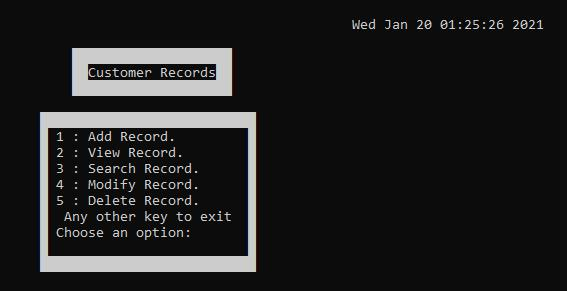 Wed Jan 20 01:25:26 2021
Customer Records
1 : Add Record.
2 : View Record.
3 : Search Record.
4 : Modify Record.
5 : Delete Record.
Any other key to exit
Choose an option: